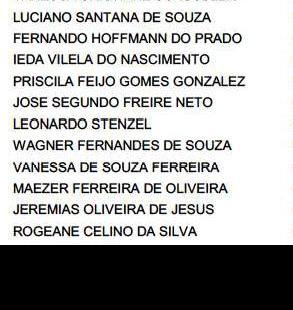 LUCIANO SANTANA DE SOUZA
FERNANDO HOFFMANN DO PRADO
IEDA VILELA DO NASCIMENTO
PRISCILA FEIJO GOMES GONZALEZ
JOSE SEGUNDO FREIRE NETO
LEONARDO STENZEL
WAGNER FERNANDES DE SOUZA
VANESSA DE SOUZA FERREIRA
MAEZER FERREIRA DE OLIVEIRA
JEREMIAS OLIVEIRA DE JESUS
ROGEANE CELINO DA SILVA